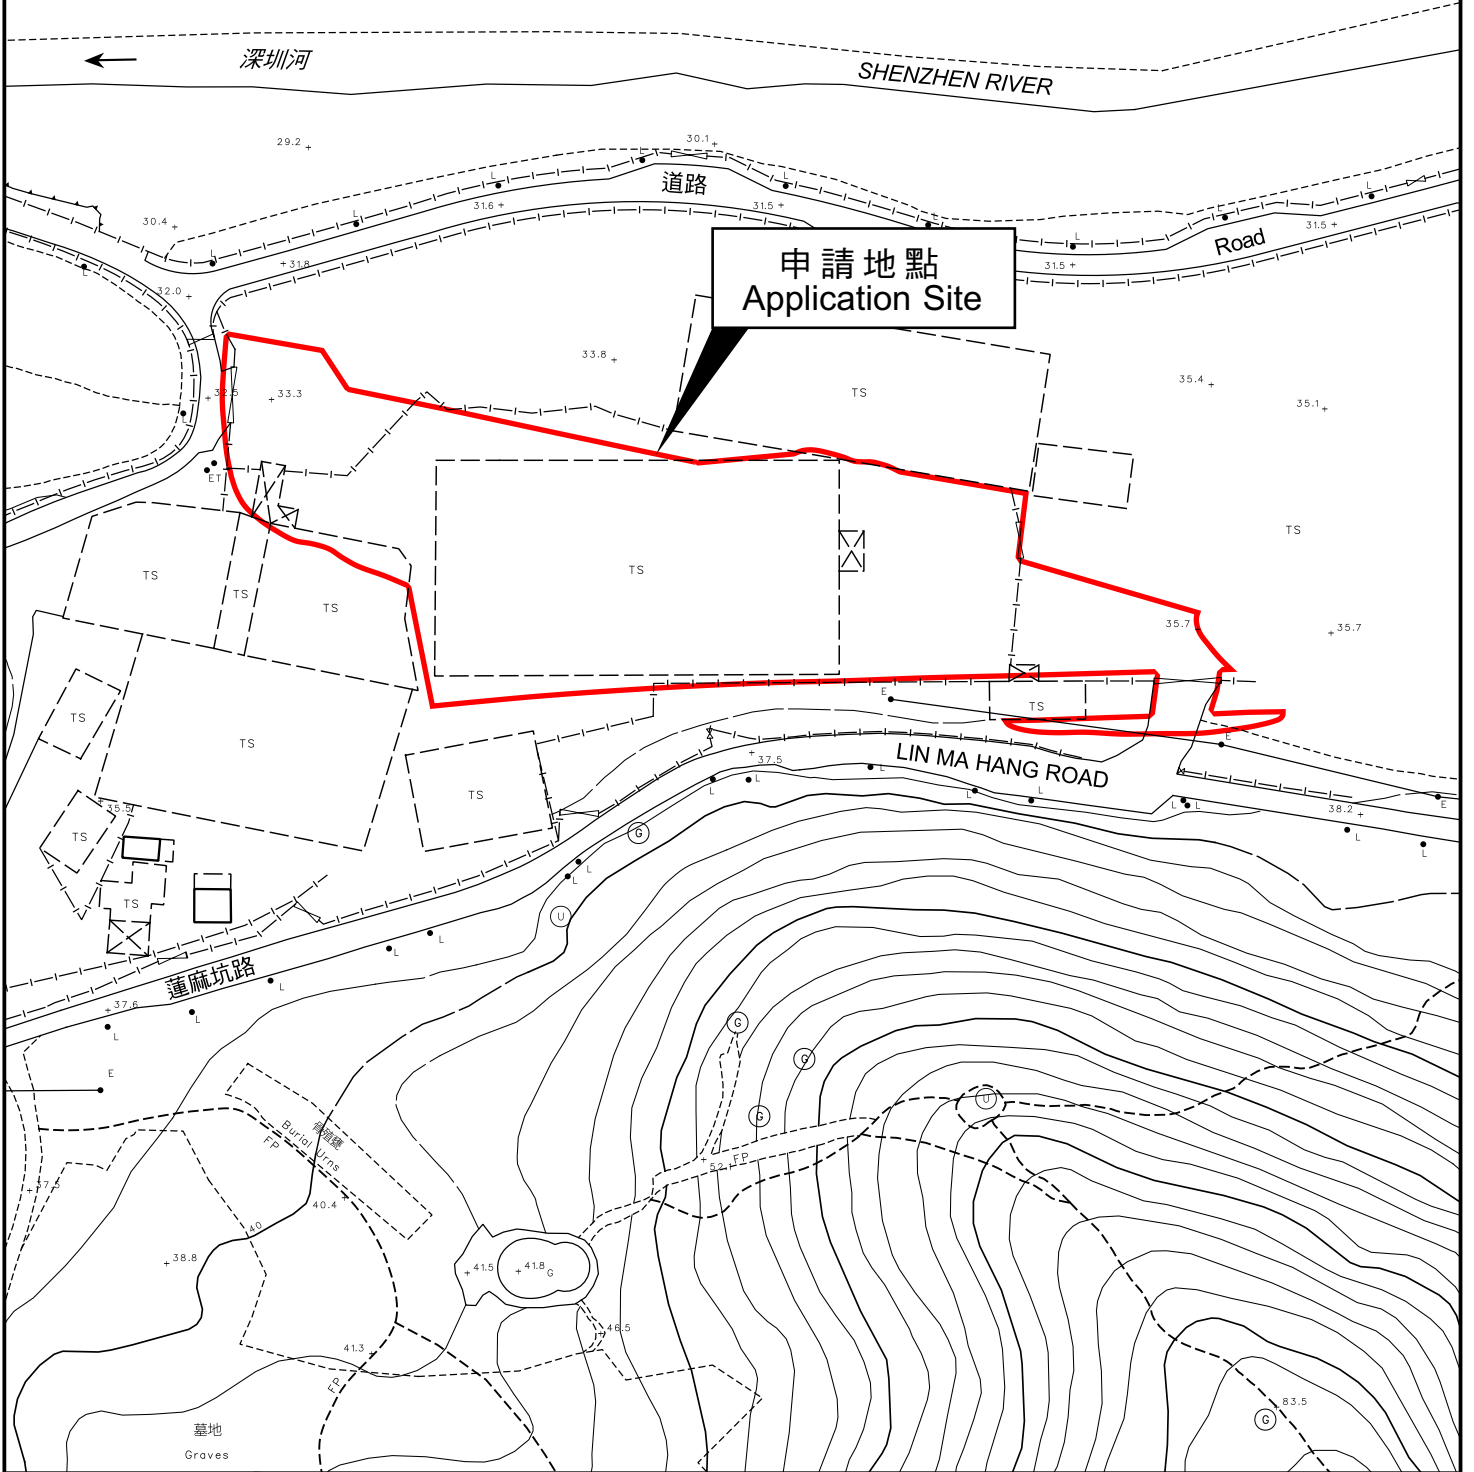 深圳河
SHENZHEN RIVER
29.2
30.1
L
L
道路
L
L
L
31.6
31.5
30.4
L
L
31.5
L
L
Road
31.8
31.5
L
申請地點
Application Site
32.0
33.8
TS
35.4
35.1
32.5
33.3
L
ET
TS
TS
TS
TS
TS
35.7
35.7
TS
E
TS
TS
E
LIN MA HANG ROAD
37.5
L
L
L
L
L
TS
35.5
L
L
38.2
E
TS
G
L
L
L
L
TS
U
L
L
蓮麻坑路
L
37.6
L
L
G
G
E
U
G
骨殖甕
Burial Urns
FP
FP
52.1
37.5
40.4
40
38.8
41.5
41.8
G
46.5
41.3
FP
83.5
G
墓地
Graves